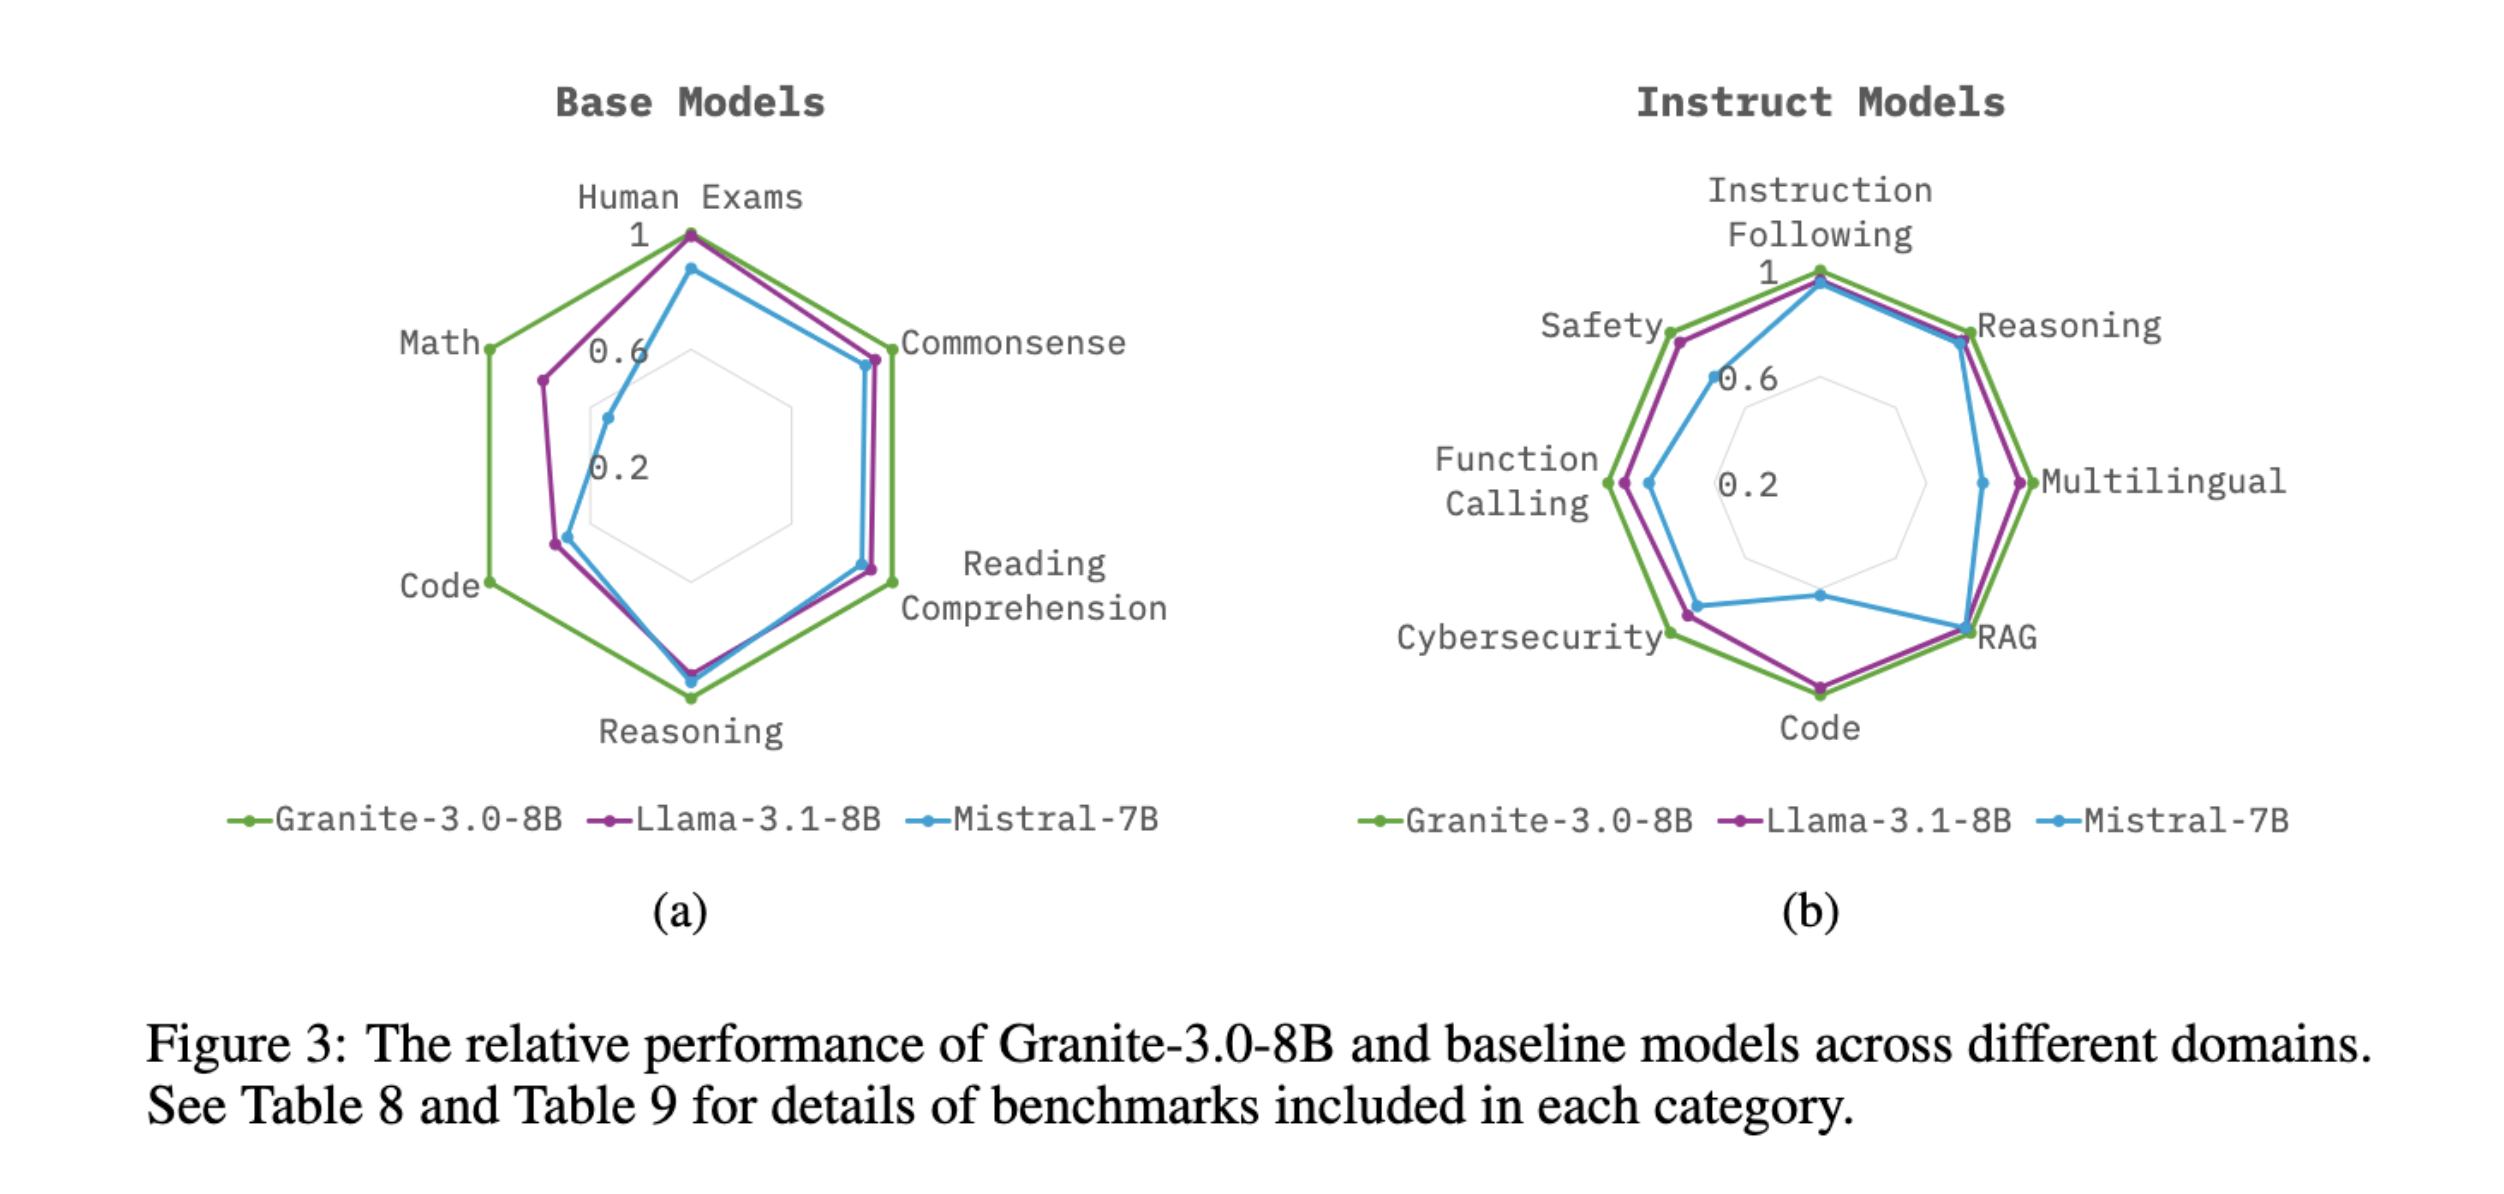 Base Models
Human Exams
1
Math
0.6
Commonsense
0.2
Code
Reading
Comprehension
Reasoning
Granite-3.0-8B Llama-3.1-8B Mistral-7B
(a)
Instruct Models
Instruction
Following
1
Safety
Reasoning
0.6
Function
Calling
0.2
Multilingual
Cybersecurity
RAG
Code
Granite-3.0-8B Llama-3.1-8B Mistral-7B
(b)
Figure 3: The relative performance of Granite-3.0-8B and baseline models across different domains.
See Table 8 and Table 9 for details of benchmarks included in each category.